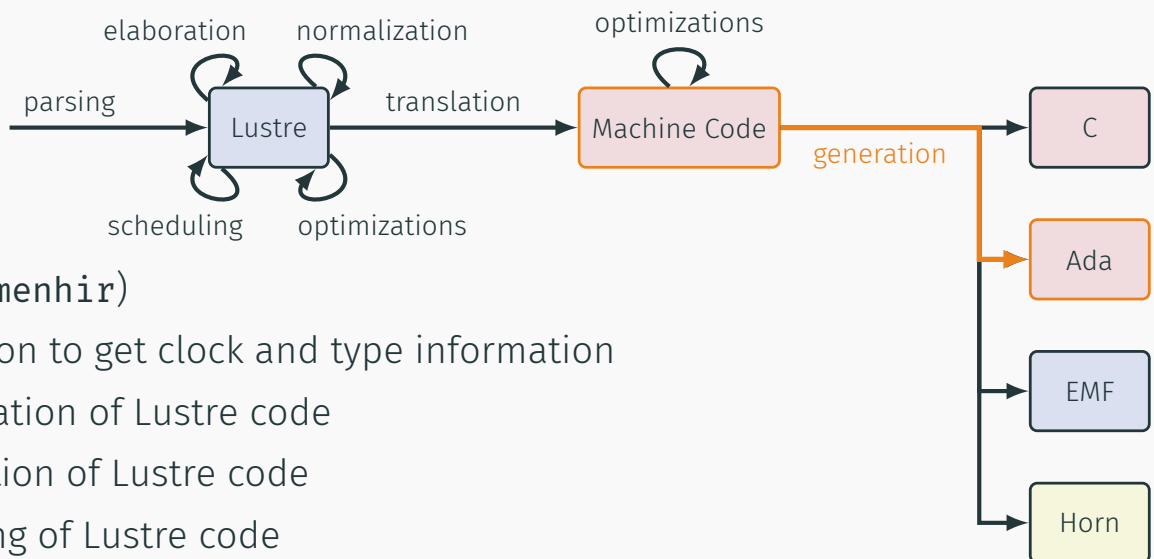 elaboration normalization optimizations
parsing Lustre translation Machine Code generation C
scheduling optimizations
Ada
menhir)
on to get clock and type information
EMF
ation of Lustre code
tion of Lustre code
Horn
ng of Lustre code